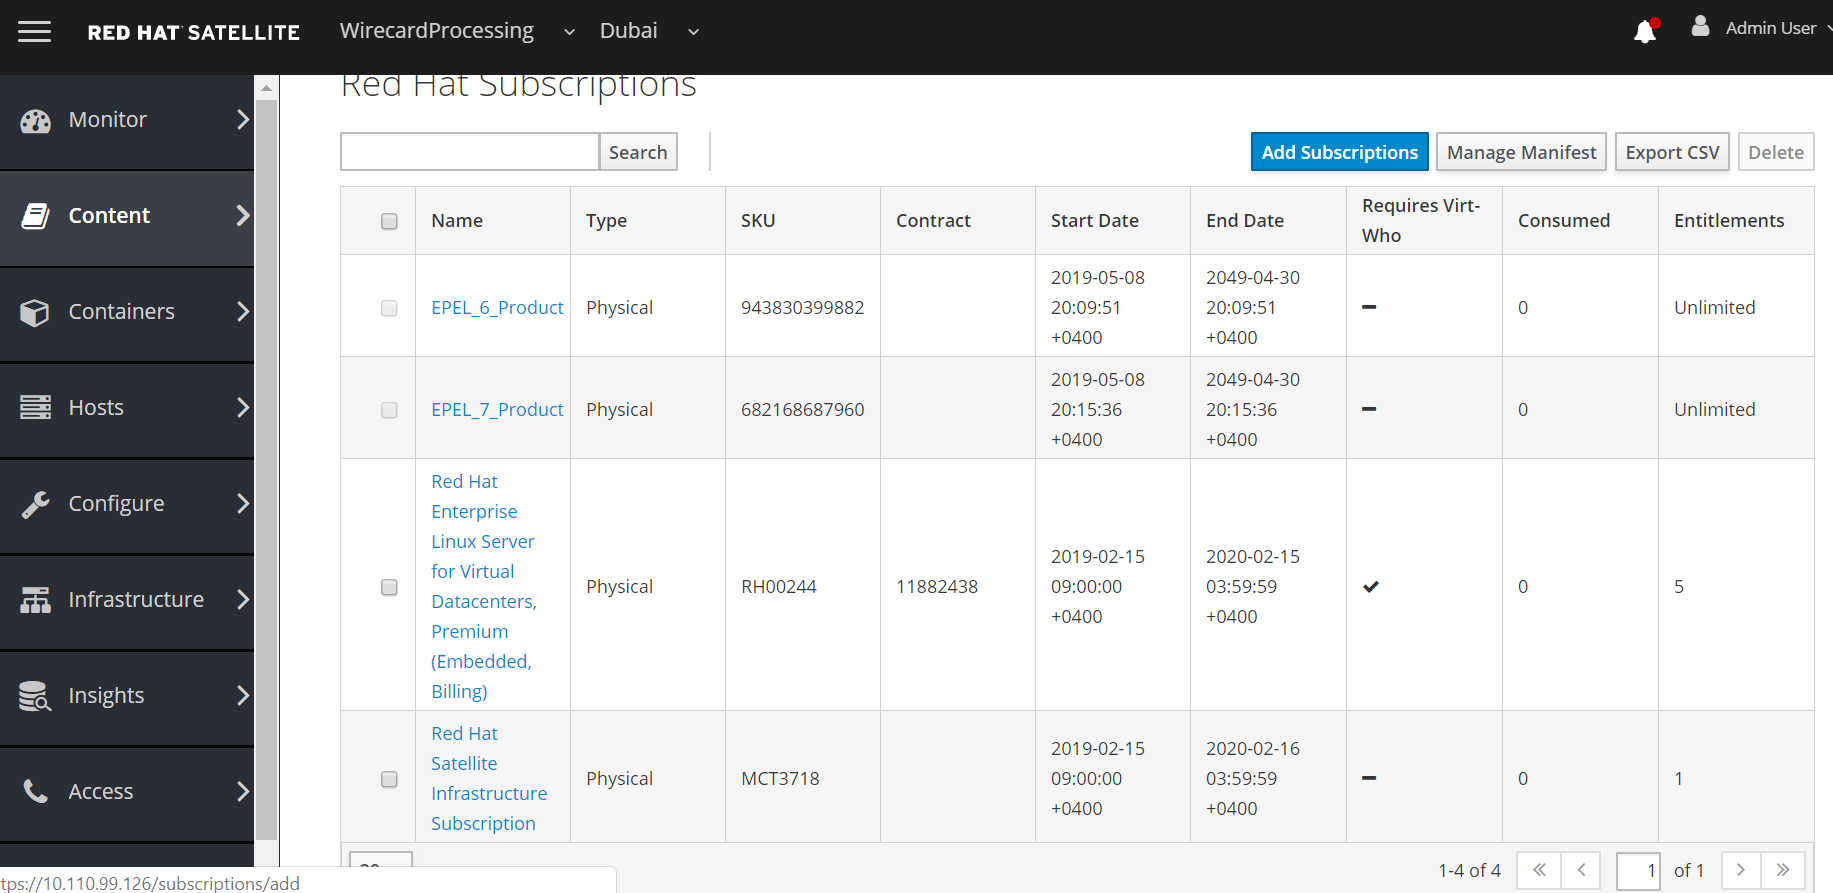 RED HAT SATELLITE WirecardProcessing Dubai Admin User
Monitor
Content
Containers
Hosts
Configure
Infrastructure
Insights
Access
Red Hat Subscriptions
Search Add Subscriptions Manage Manifest Export CSV Delete
Name Type SKU Contract Start Date End Date Requires Virt-
Who Consumed Entitlements
EPEL_6_Product Physical 943830399882 2019-05-08
20:09:51
+0400 2049-04-30
20:09:51
+0400 0 Unlimited
EPEL_7_Product Physical 682168687960 2019-05-08
20:15:36
+0400 2049-04-30
20:15:36
+0400 0 Unlimited
Red Hat
Enterprise
Linux Server
for Virtual
Datacenters,
Premium
(Embedded,
Billing) Physical RH00244 11882438 2019-02-15
09:00:00
+0400 2020-02-15
03:59:59
+0400 0 5
Red Hat
Satellite
Infrastructure
Subscription Physical MCT3718 2019-02-15
09:00:00
+0400 2020-02-16
03:59:59
+0400 0 1
1-4 of 4 1 of 1
tps://10.110.99.126/subscriptions/add